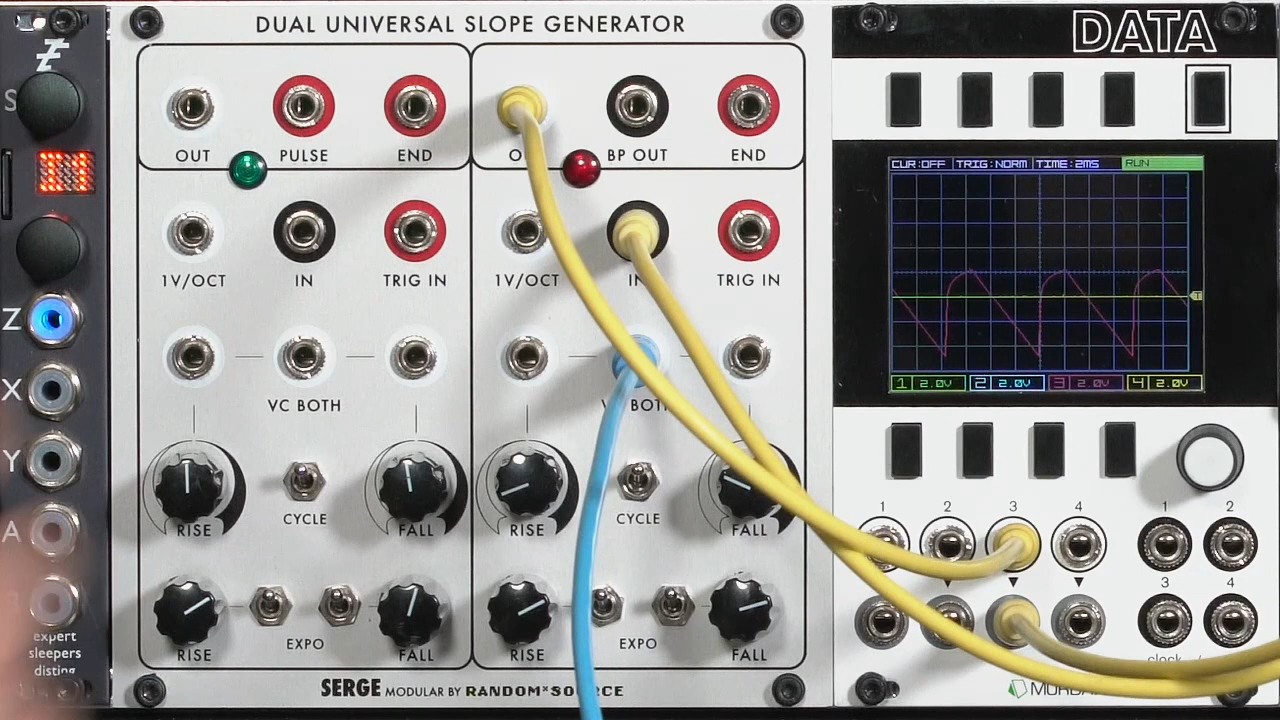 DUAL UNIVERSAL SLOPE GENERATOR
DATA
S
OUT PULSE END BP OUT END
CUR:OFF TRIG:NORM TIME:2MS RUN
1V/OCT IN TRIG IN 1V/OCT IN TRIG IN
Z
X
VC BOTH
1 2.0V 2 2.0V 3 2.0V 4 2.0V
Y
RISE CYCLE FALL RISE CYCLE FALL
1 2 3 4 1 2
A
3 4
RISE EXPO FALL RISE EXPO FALL
expert
sleepers
disting
clock
SERGE MODULAR BY RANDOM*SOURCE